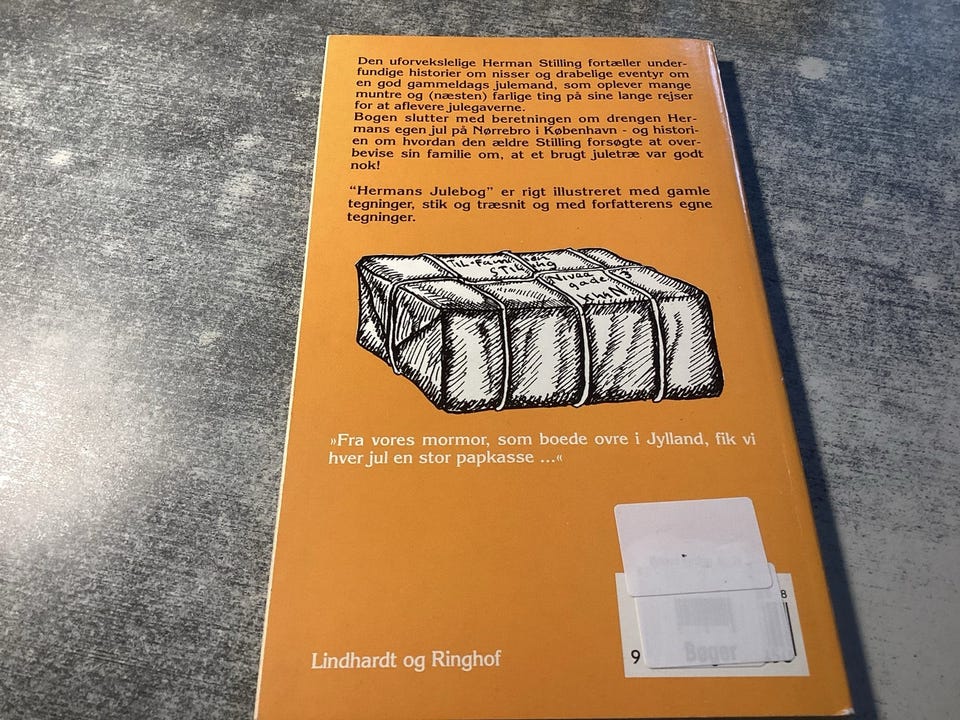 Den uforvekslelige Herman Stilling fortæller under-
fundige historier om nisser og drabelige eventyr om
en god gammeldags julemand, som oplever mange
muntre og (næsten) farlige ting på sine lange rejser
for at aflevere julegaverne.
Bogen slutter med beretningen om drengen Her-
mans egen jul på Nørrebro i København - og histori-
en om hvordan den ældre Stilling forsøgte at over-
bevise sin familie om, at et brugt juletræ var godt
nok!
"Hermans Julebog" er rigt illustreret med gamle
tegninger, stik og træsnit og med forfatterens egne
tegninger.
Til
»Fra vores mormor, som boede ovre i Jylland, fik vi
hver jul en stor papkasse ...«
Lindhardt og Ringhof
8
9
Bøger